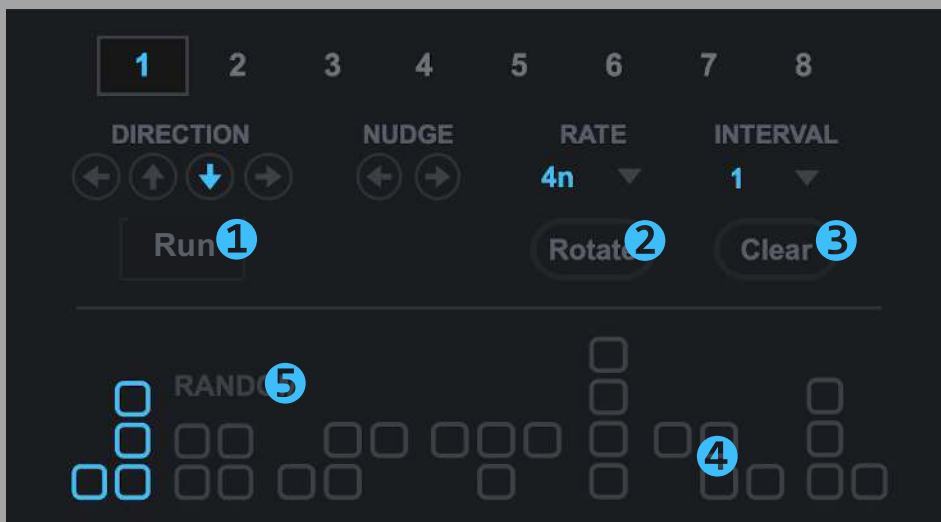 1 2 3 4 5 6 7 8
DIRECTION NUDGE RATE INTERVAL
4n 1
Run 1 Rotate 2 Clear 3
RANDO 5
4